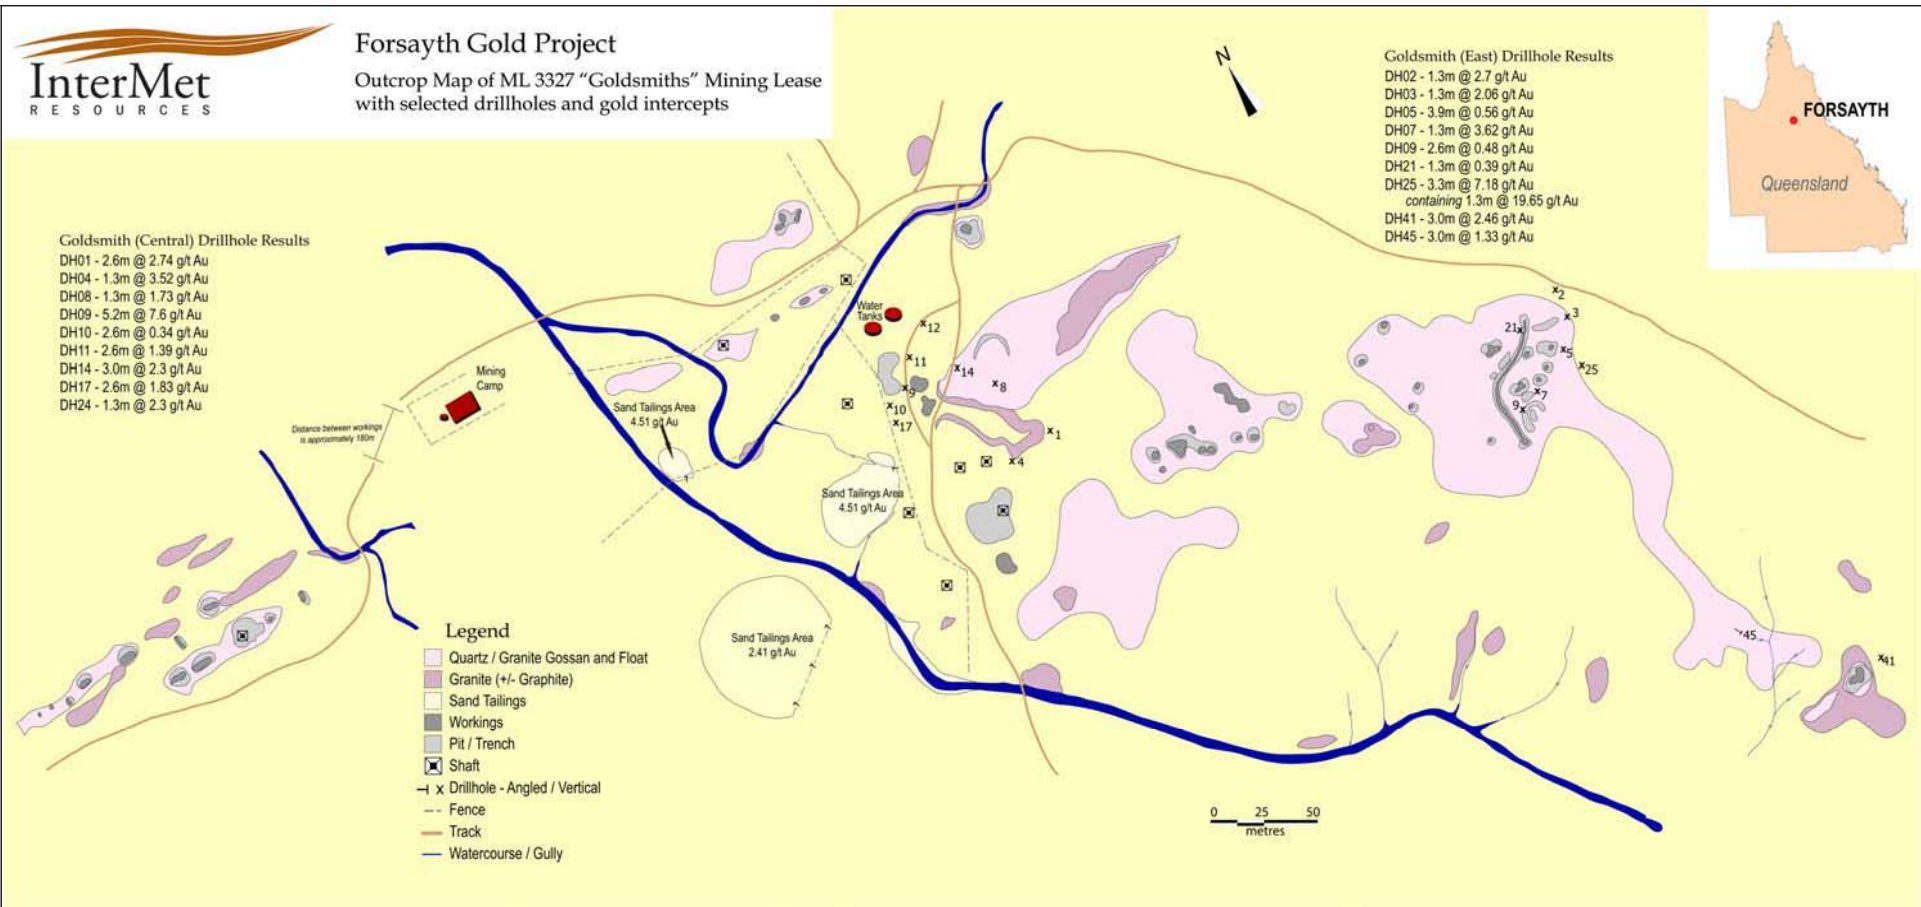 InterMet
RESOURCES
Forsayth Gold Project
Outcrop Map of ML 3327 “Goldsmiths” Mining Lease
with selected drillholes and gold intercepts
N
Goldsmith (East) Drillhole Results
DH02 - 1.3m @ 2.7 g/t Au
DH03 - 1.3m @ 2.06 g/t Au
DH05 - 3.9m @ 0.56 g/t Au
DH07 - 1.3m @ 3.62 g/t Au
DH09 - 2.6m @ 0.48 g/t Au
DH21 - 1.3m @ 0.39 g/t Au
DH25 - 3.3m @ 7.18 g/t Au
containing 1.3m @ 19.65 g/t Au
DH41 - 3.0m @ 2.46 g/t Au
DH45 - 3.0m @ 1.33 g/t Au
FORSAYTH
Queensland
Goldsmith (Central) Drillhole Results
DH01 - 2.6m @ 2.74 g/t Au
DH04 - 1.3m @ 3.52 g/t Au
DH08 - 1.3m @ 1.73 g/t Au
DH09 - 5.2m @ 7.6 g/t Au
DH10 - 2.6m @ 0.34 g/t Au
DH11 - 2.6m @ 1.39 g/t Au
DH14 - 3.0m @ 2.3 g/t Au
DH17 - 2.6m @ 1.83 g/t Au
DH24 - 1.3m @ 2.3 g/t Au
Water
Tanks
12
11
14
8
9
10
17
1
4
2
3
21
5
25
7
9
45
41
Mining
Camp
Distance between workings
is approximately 180m
Sand Tailings Area
4.51 g/t Au
Sand Tailings Area
4.51 g/t Au
Sand Tailings Area
2.41 g/t Au
Legend
Quartz / Granite Gossan and Float
Granite (+/- Graphite)
Sand Tailings
Workings
Pit / Trench
Shaft
x Drillhole - Angled / Vertical
Fence
Track
Watercourse / Gully
0 25 50
metres